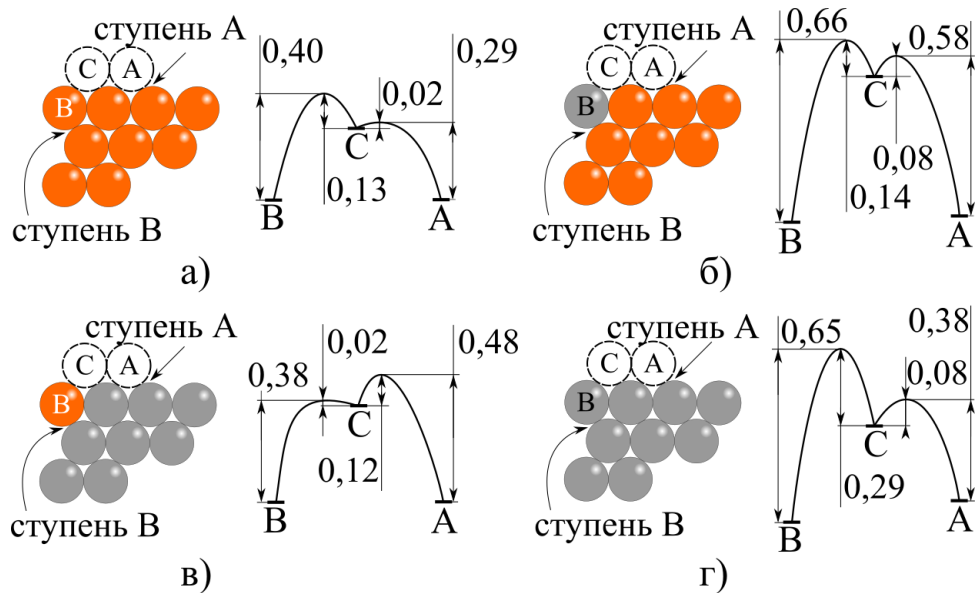 ступень А
С А
В
ступень В
0,40
0,29
0,02
С
0,13
В А
а)
ступень А
С А
В
ступень В
0,66
0,58
С
0,08
0,14
В А
б)
ступень А
С А
В
ступень В
0,38
0,02
0,48
С
0,12
В А
в)
ступень А
С А
В
ступень В
0,65
0,38
0,08
С
0,29
В А
г)